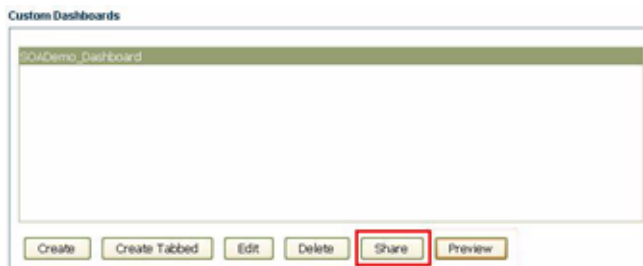 Custom Dashboards
SOADemo_Dashboard
Create Create Tabbed Edit Delete Share Preview